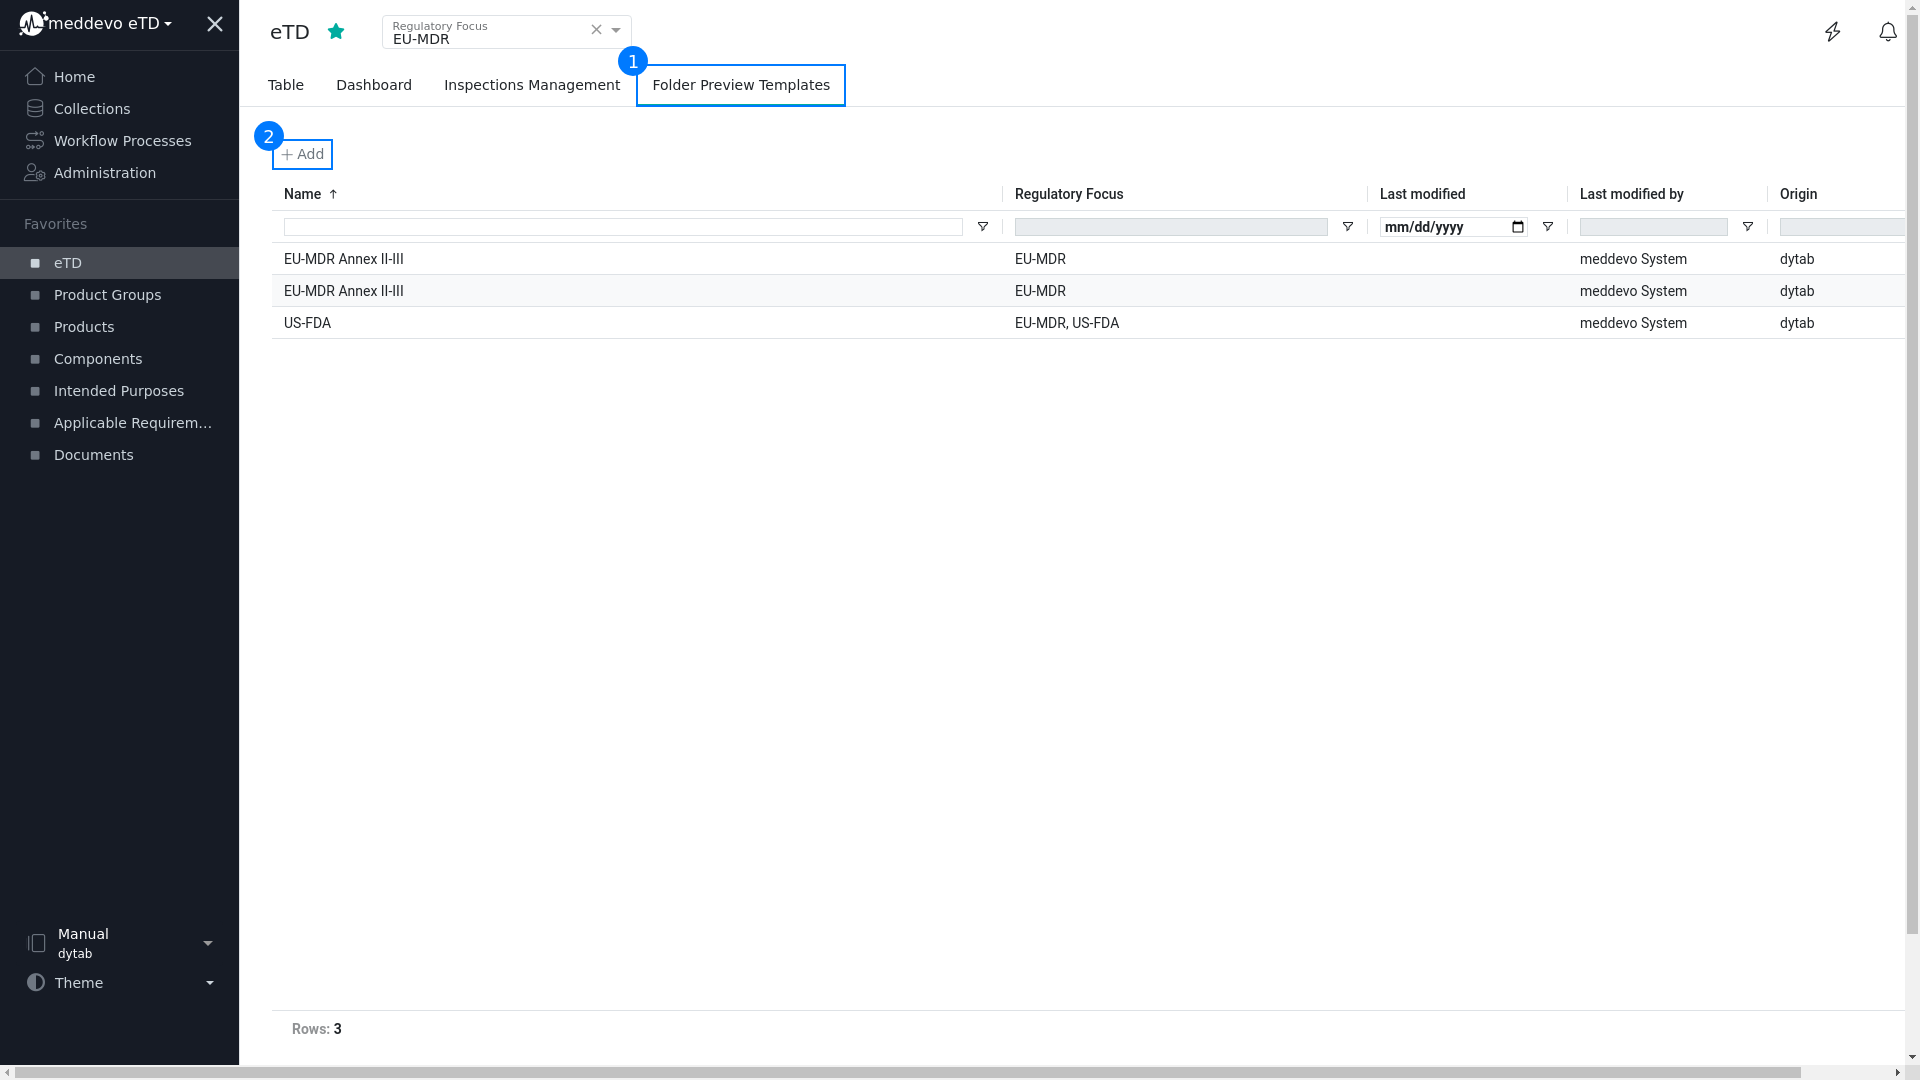 meddevo eTD
Home
Collections
Workflow Processes
Administration
Favorites
eTD
Product Groups
Products
Components
Intended Purposes
Applicable Requirem...
Documents
Manual
dytab
Theme
eTD
Regulatory Focus
EU-MDR
1
Table Dashboard Inspections Management Folder Preview Templates
2
Add
Name Regulatory Focus Last modified Last modified by Origin
mm/dd/yyyy
EU-MDR Annex II-III EU-MDR meddevo System dytab
EU-MDR Annex II-III EU-MDR meddevo System dytab
US-FDA EU-MDR, US-FDA meddevo System dytab
Rows: 3